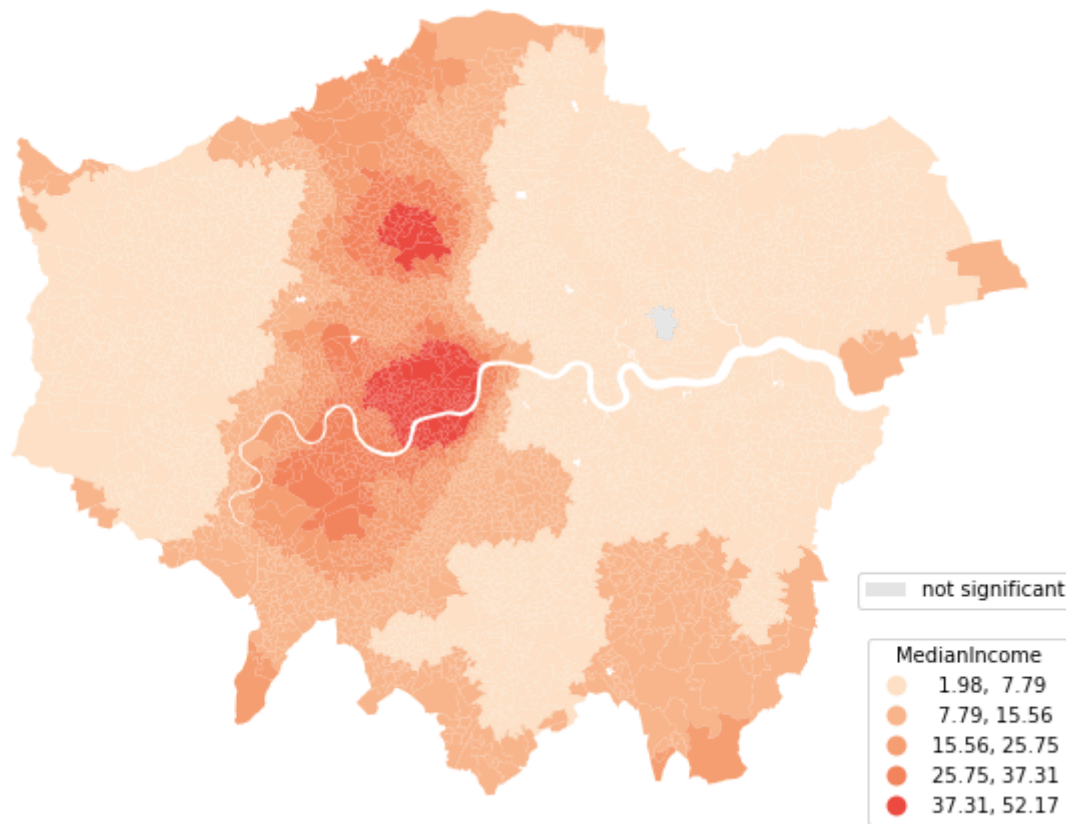 not significant
MedianIncome
1.98, 7.79
7.79, 15.56
15.56, 25.75
25.75, 37.31
37.31, 52.17